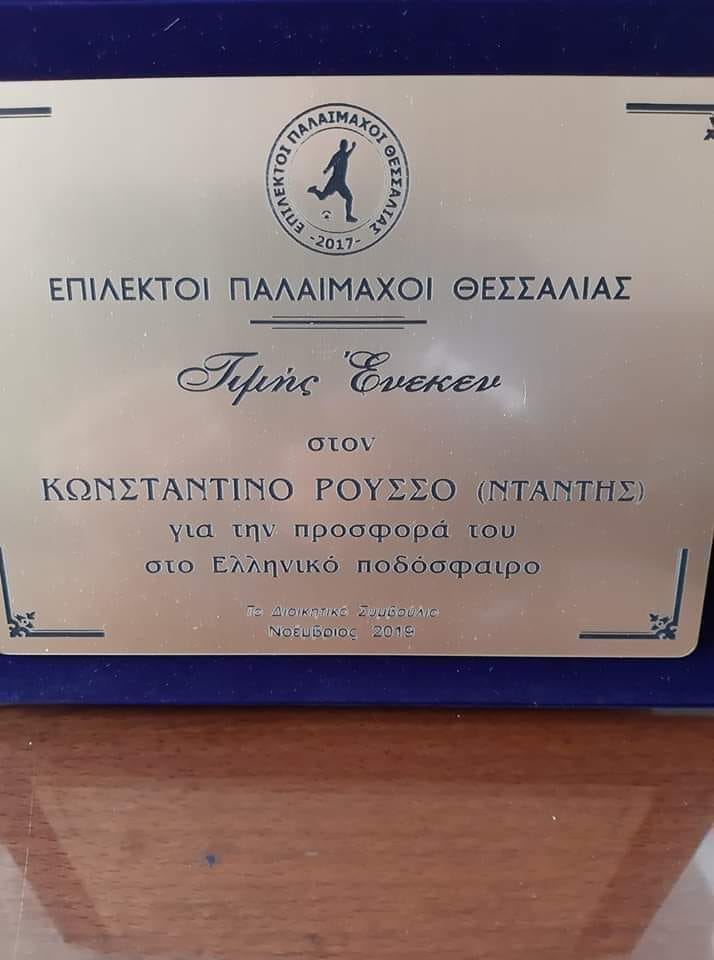 ΕΠΙΛΕΚΤΟΙ ΠΑΛΑΙΜΑΧΟΙ ΘΕΣΣΑΛΙΑΣ
-2017-
ΕΠΙΛΕΚΤΟΙ ΠΑΛΑΙΜΑΧΟΙ ΘΕΣΣΑΛΙΑΣ
Τιμής Ένεκεν
στον
ΚΩΝΣΤΑΝΤΙΝΟ ΡΟΥΣΣΟ (ΝΤΑΝΤΗΣ)
για την προσφορά του
στο Ελληνικό ποδόσφαιρο
Το Διοικητικό Συμβούλιο
Νοέμβριος 2019